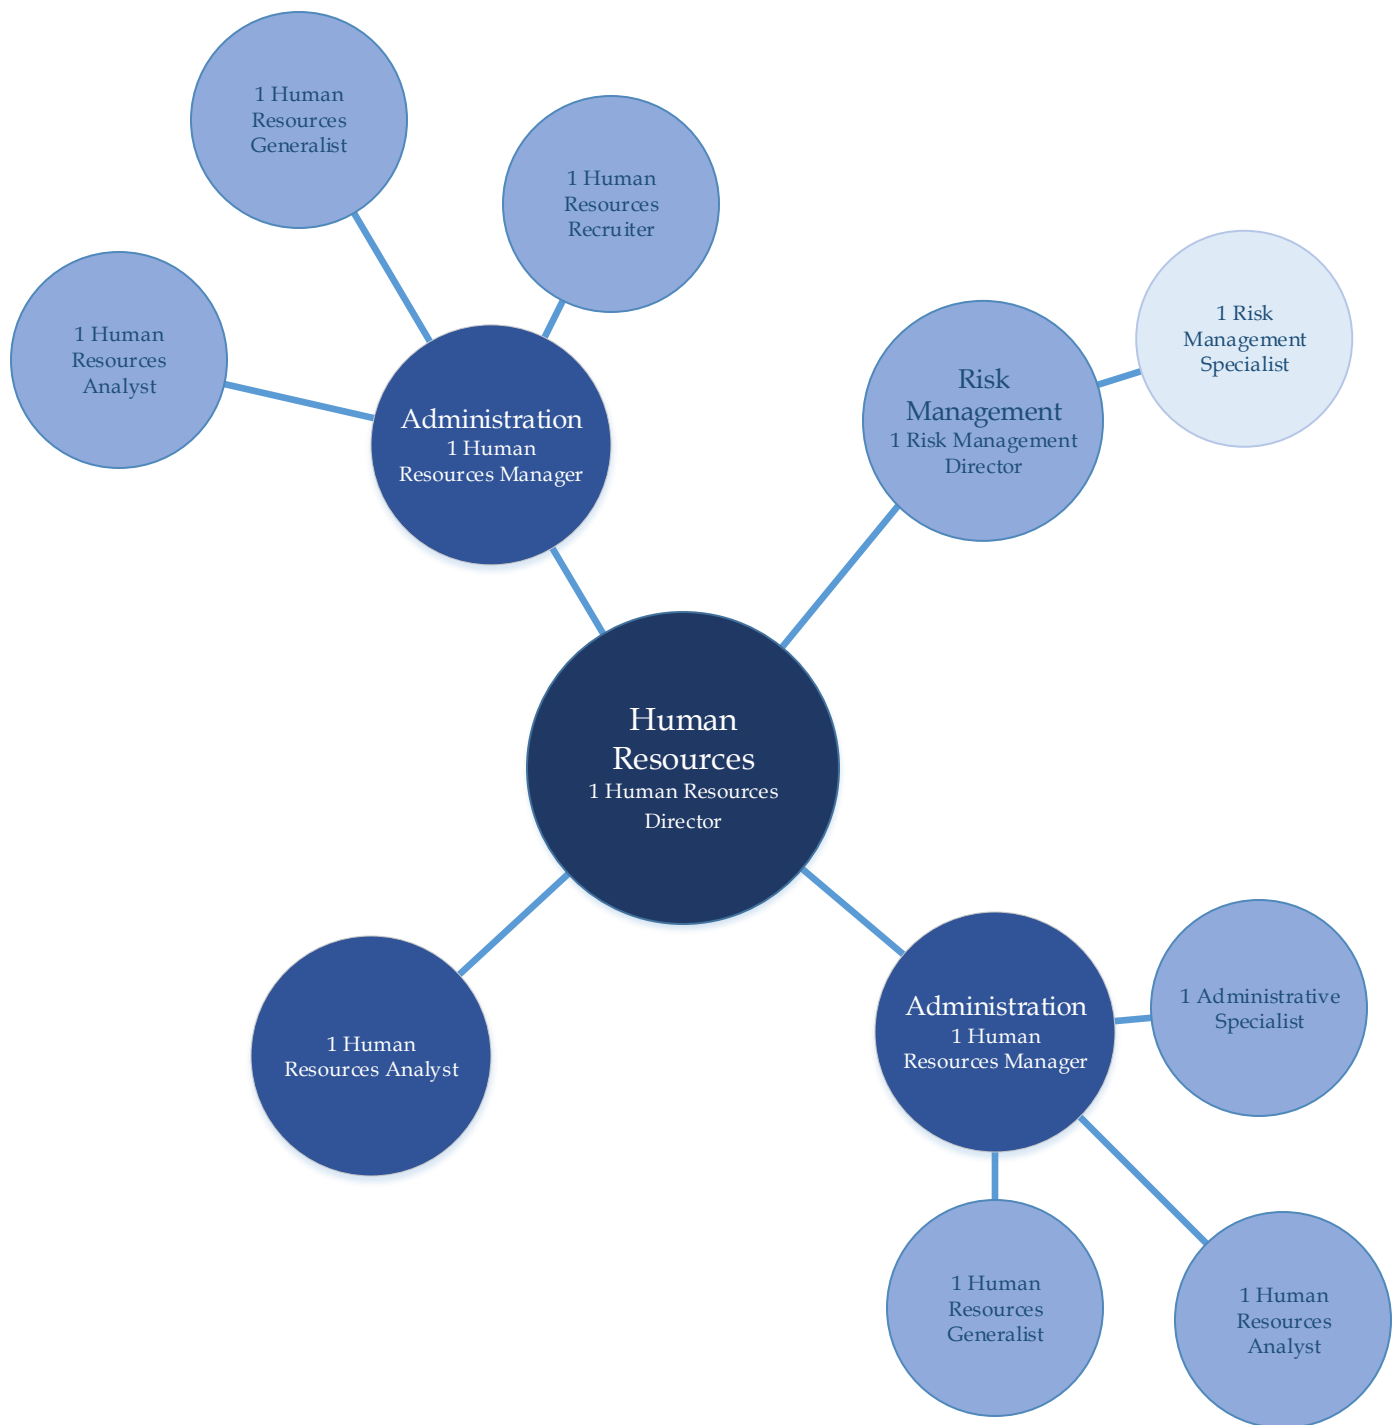 1 Human
Resources
Generalist
1 Human
Resources
Recruiter
1 Human
Resources
Analyst
Administration
1 Human
Resources Manager
Risk
Management
1 Risk Management
Director
1 Risk
Management
Specialist
Human
Resources
1 Human Resources
Director
1 Human
Resources Analyst
Administration
1 Human
Resources Manager
1 Administrative
Specialist
1 Human
Resources
Generalist
1 Human
Resources
Analyst